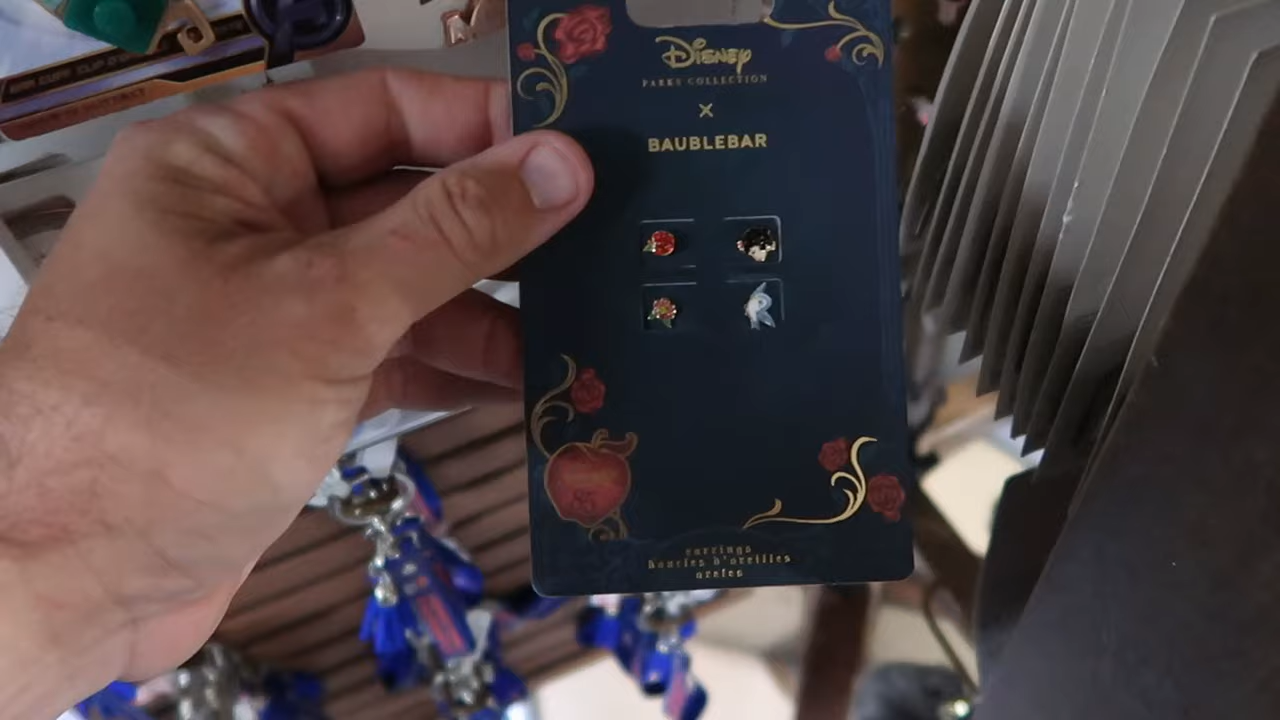 Disney
PARKS COLLECTION
X
BAUBLEBAR
earrings
boucles d'oreilles
aretes